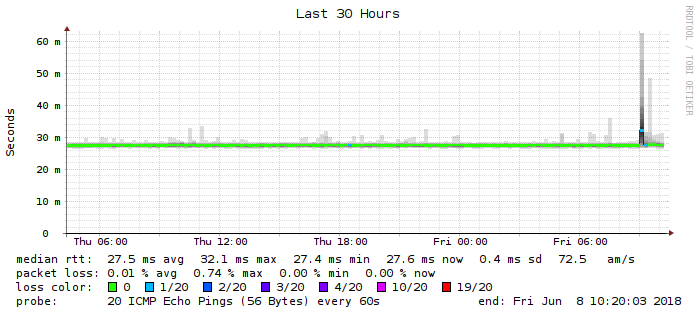 Last 30 Hours
RRDTOOL / TOBI OETIKER
Seconds
60 m
50 m
40 m
30 m
20 m
10 m
0
Thu 06:00 Thu 12:00 Thu 18:00 Fri 00:00 Fri 06:00
median rtt: 27.5 ms avg 32.1 ms max 27.4 ms min 27.6 ms now 0.4 ms sd 72.5 am/s
packet loss: 0.01 % avg 0.74 % max 0.00 % min 0.00 % now
loss color: 0 1/20 2/20 3/20 4/20 10/20 19/20
probe: 20 ICMP Echo Pings (56 Bytes) every 60s end: Fri Jun 8 10:20:03 2018